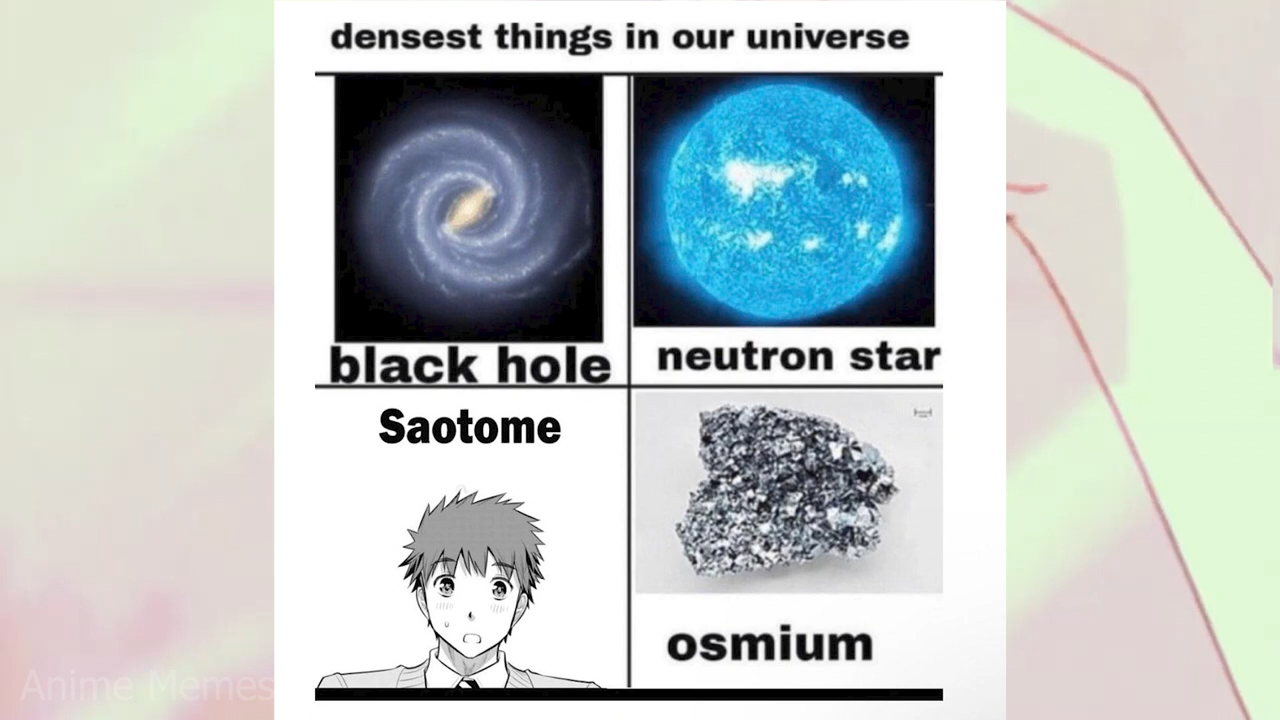 densest things in our universe
black hole
neutron star
Saotome
osmium
Anime Memes